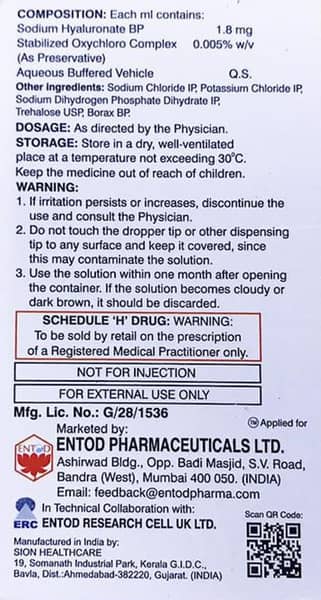 COMPOSITION: Each ml contains:
Sodium Hyaluronate BP 1.8 mg
Stabilized Oxychloro Complex 0.005% w/v
(As Preservative)
Aqueous Buffered Vehicle Q.S.
Other Ingredients: Sodium Chloride IP, Potassium Chloride IP,
Sodium Dihydrogen Phosphate Dihydrate IP,
Trehalose USP, Borax BP.
DOSAGE: As directed by the Physician.
STORAGE: Store in a dry, well-ventilated
place at a temperature not exceeding 30°C.
Keep the medicine out of reach of children.
WARNING:
1. If irritation persists or increases, discontinue the
use and consult the Physician.
2. Do not touch the dropper tip or other dispensing
tip to any surface and keep it covered, since
this may contaminate the solution.
3. Use the solution within one month after opening
the container. If the solution becomes cloudy or
dark brown, it should be discarded.
SCHEDULE 'H' DRUG: WARNING:
To be sold by retail on the prescription
of a Registered Medical Practitioner only.
NOT FOR INJECTION
FOR EXTERNAL USE ONLY
Mfg. Lic. No.: G/28/1536
TM Applied for
Marketed by:
ENTOD
ENTOD PHARMACEUTICALS LTD.
Ashirwad Bldg., Opp. Badi Masjid, S.V. Road,
Bandra (West), Mumbai 400 050. (INDIA)
Email: feedback@entodpharma.com
In Technical Collaboration with:
ERC ENTOD RESEARCH CELL UK LTD.
Scan QR Code:
Manufactured in India by:
SION HEALTHCARE
19, Somanath Industrial Park, Kerala G.I.D.C.,
Bavla, Dist.:Ahmedabad-382220, Gujarat. (INDIA)